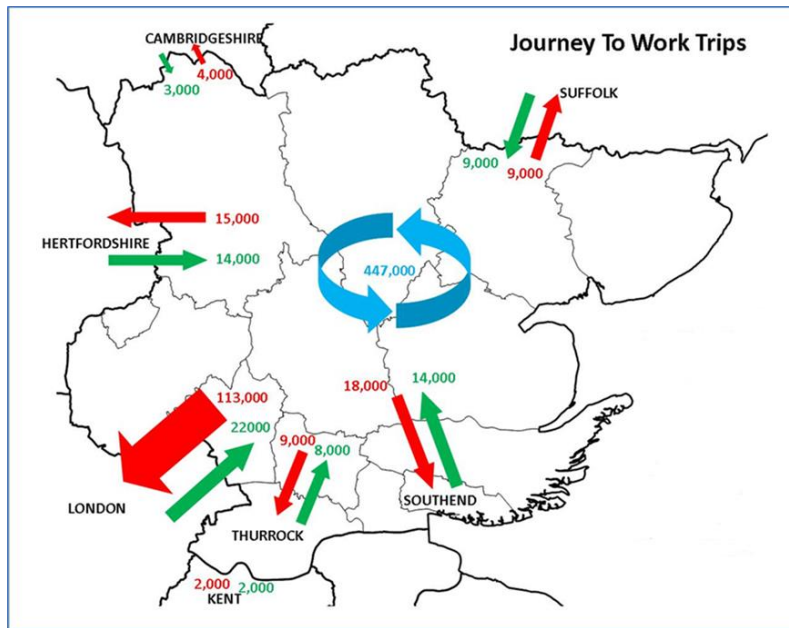 CAMBRIDGESHIRE
Journey To Work Trips
4,000
3,000
SUFFOLK
9,000
9,000
15,000
HERTFORDSHIRE
14,000
447,000
18,000
14,000
113,000
22000
9,000
8,000
LONDON
SOUTHEND
THURROCK
2,000
2,000
KENT